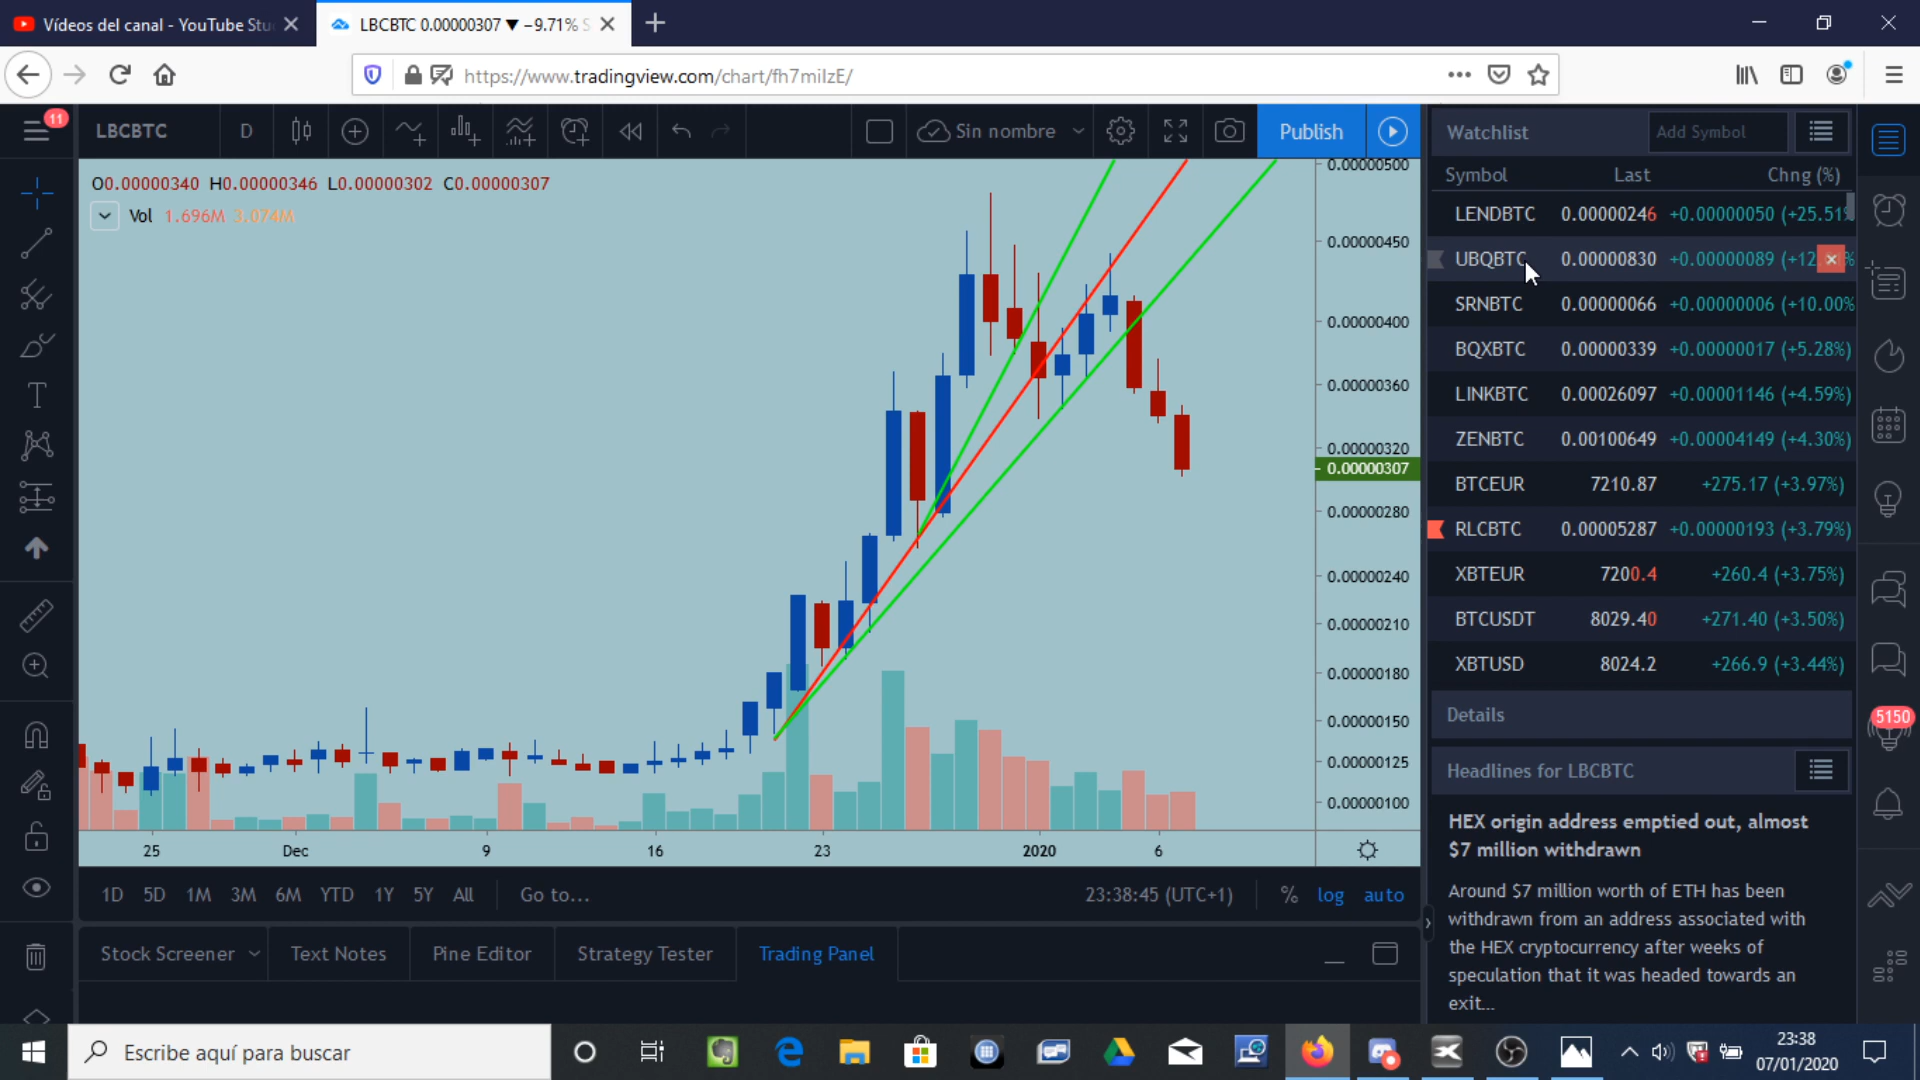 Vídeos del canal - YouTube Stu
LBCBTC 0.00000307 ▼ −9.71% S
https://www.tradingview.com/chart/fh7miIzE/
11
LBCBTC
D
Sin nombre
Publish
Watchlist
Add Symbol
O0.00000340 H0.00000346 L0.00000302 C0.00000307
Vol 1.696M 3.074M
Symbol Last Chng (%)
LENDBTC 0.00000246 +0.00000050 (+25.51%
UBQBTC 0.00000830 +0.00000089 (+12 %
SRNBTC 0.00000066 +0.00000006 (+10.00%
BQXBTC 0.00000339 +0.00000017 (+5.28%)
LINKBTC 0.00026097 +0.00001146 (+4.59%)
ZENBTC 0.00100649 +0.00004149 (+4.30%)
BTCEUR 7210.87 +275.17 (+3.97%)
RLCBTC 0.00005287 +0.00000193 (+3.79%)
XBTEUR 7200.4 +260.4 (+3.75%)
BTCUSDT 8029.40 +271.40 (+3.50%)
XBTUSD 8024.2 +266.9 (+3.44%)
0.00000500
0.00000450
0.00000400
0.00000360
0.00000320
0.00000307
0.00000280
0.00000240
0.00000210
0.00000180
0.00000150
0.00000125
0.00000100
25 Dec 9 16 23 2020 6
Details
5150
Headlines for LBCBTC
HEX origin address emptied out, almost
$7 million withdrawn
Around $7 million worth of ETH has been
withdrawn from an address associated with
the HEX cryptocurrency after weeks of
speculation that it was headed towards an
exit...
1D 5D 1M 3M 6M YTD 1Y 5Y All Go to... 23:38:45 (UTC+1) % log auto
Stock Screener Text Notes Pine Editor Strategy Tester Trading Panel
Escribe aquí para buscar
23:38
07/01/2020